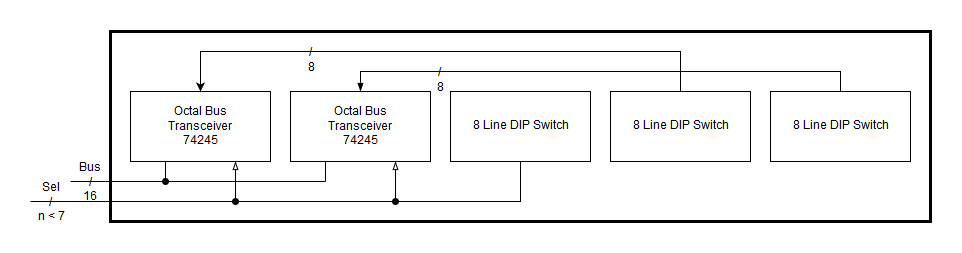 /
8
/
8
Octal Bus
Transceiver
74245
Octal Bus
Transceiver
74245
8 Line DIP Switch
8 Line DIP Switch
8 Line DIP Switch
Bus
/
16
Sel
/
n < 7